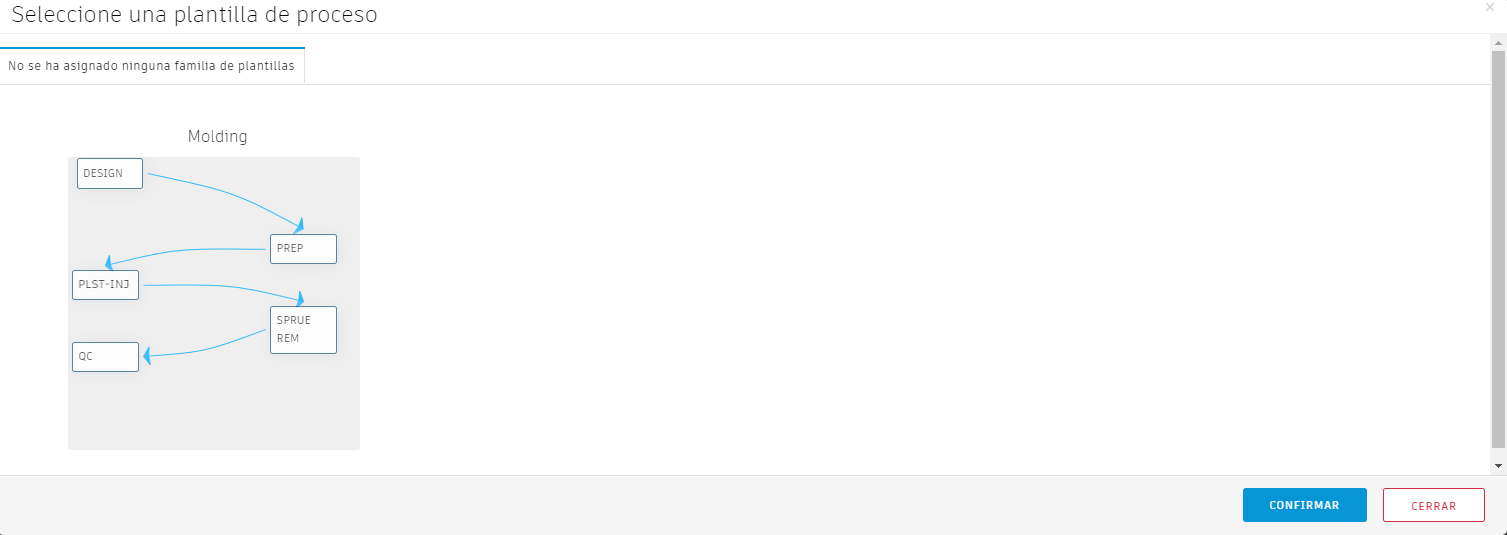 Seleccione una plantilla de proceso
No se ha asignado ninguna familia de plantillas
Molding
DESIGN
PREP
PLST-INJ
SPRUE
REM
QC
CONFIRMAR
CERRAR